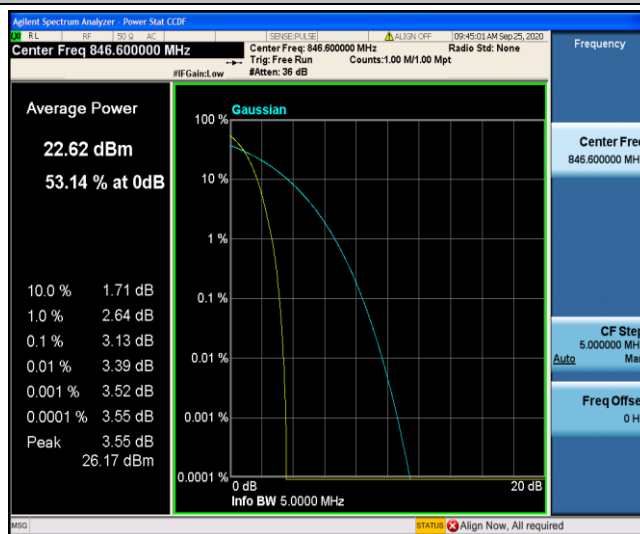 Agilent Spectrum Analyzer - Power Stat CCDF
RL RF 50 Ω AC SENSE:PULSE ALIGN OFF 09:45:01 AM Sep 25, 2020
Center Freq 846.600000 MHz
Center Freq: 846.600000 MHz Radio Std: None
Trig: Free Run Counts:1.00 M/1.00 Mpt
#IFGain:Low #Atten: 36 dB
Frequency
Average Power
22.62 dBm
53.14 % at 0dB
10.0 % 1.71 dB
1.0 % 2.64 dB
0.1 % 3.13 dB
0.01 % 3.39 dB
0.001 % 3.52 dB
0.0001 % 3.55 dB
Peak 3.55 dB
26.17 dBm
Gaussian
100 %
10 %
1 %
0.1 %
0.01 %
0.001 %
0.0001 %
0 dB 20 dB
Info BW 5.0000 MHz
Center Fre
846.600000 MH
CF Ste
5.000000 MH
Auto Ma
Freq Offse
0 H
MSG STATUS Align Now, All required